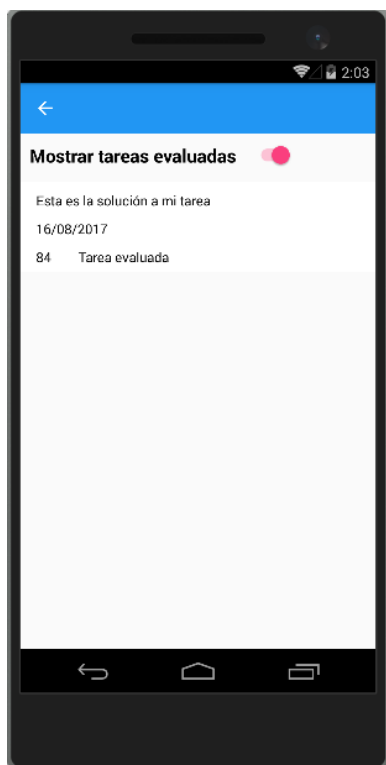 2:03
Mostrar tareas evaluadas
Esta es la solución a mi tarea
16/08/2017
84 Tarea evaluada